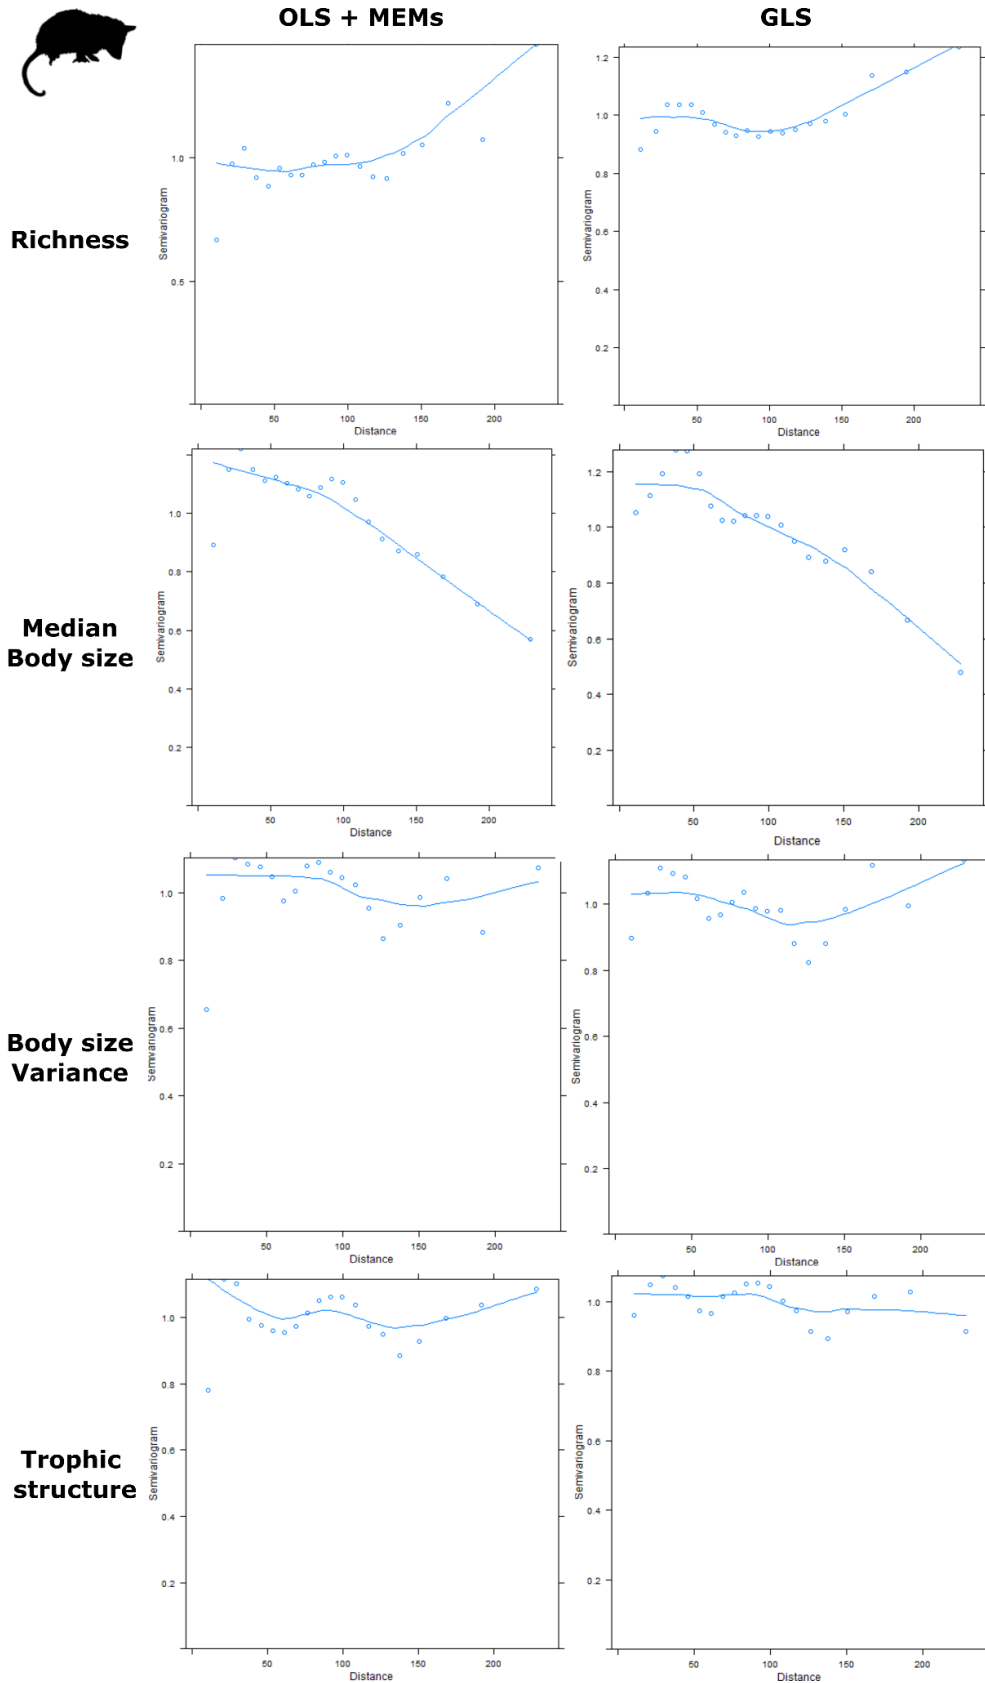 OLS + MEMs
GLS
Richness
Semivariogram
1.0
0.5
50
100
150
200
Distance
Semivariogram
1.2
1.0
0.8
0.6
0.4
0.2
50
100
150
200
Distance
Median
Body size
Semivariogram
1.0
0.8
0.6
0.4
0.2
50
100
150
200
Distance
Semivariogram
1.2
1.0
0.8
0.6
0.4
0.2
50
100
150
200
Distance
Body size
Variance
Semivariogram
1.0
0.8
0.6
0.4
0.2
50
100
150
200
Distance
Semivariogram
1.0
0.8
0.6
0.4
0.2
50
100
150
200
Distance
Trophic
structure
Semivariogram
1.0
0.8
0.6
0.4
0.2
50
100
150
200
Distance
Semivariogram
1.0
0.8
0.6
0.4
0.2
50
100
150
200
Distance